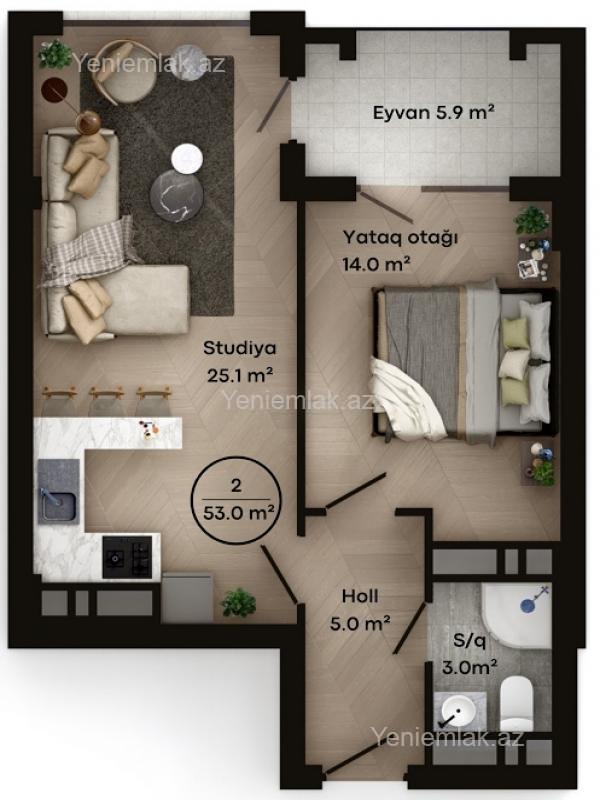 Yeniemlak.az
Eyvan 5.9 m²
Yataq otağı
14.0 m²
Studiya
25.1 m²
Yeniemlak.az
2
53.0 m²
Holl
5.0 m²
S/q
3.0m²
Yeniemlak.az